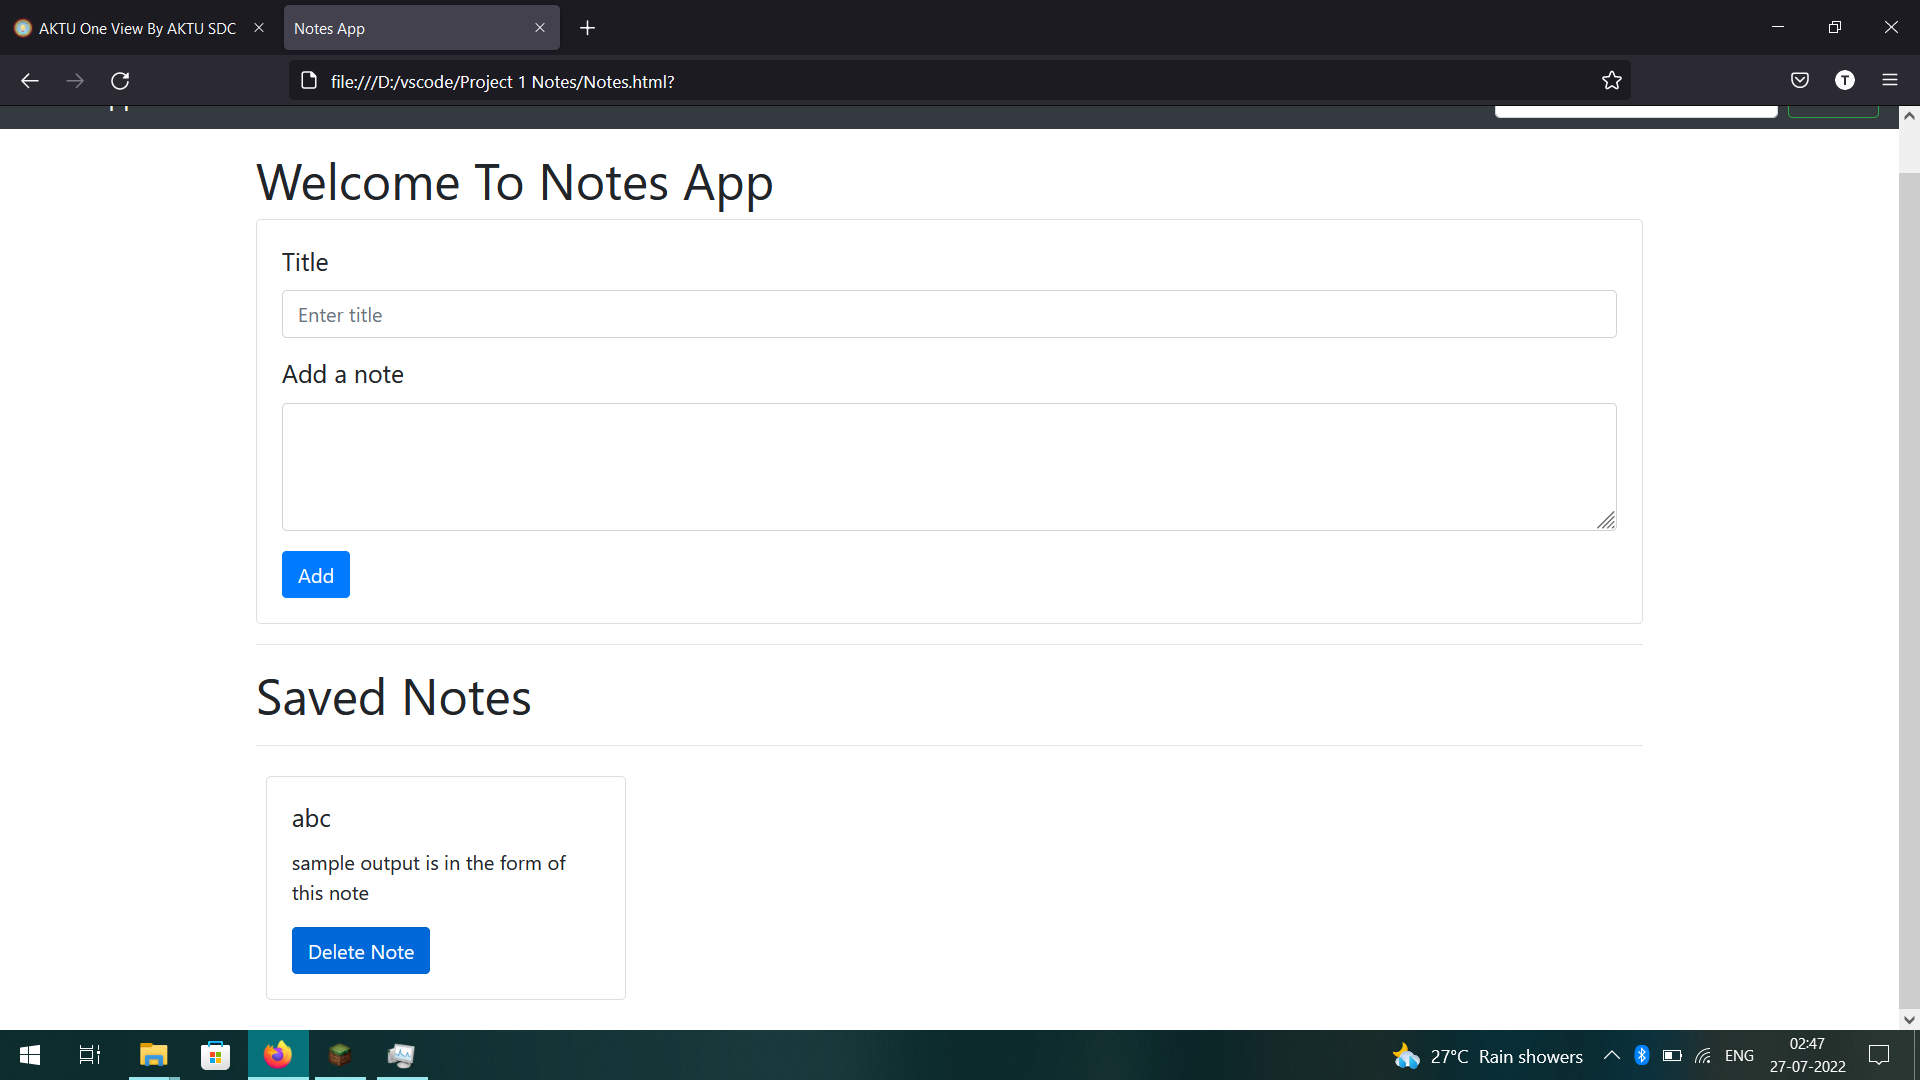 AKTU One View By AKTU SDC
Notes App
file:///D:/vscode/Project 1 Notes/Notes.html?
T
Welcome To Notes App
Title
Enter title
Add a note
Add
Saved Notes
abc
sample output is in the form of
this note
Delete Note
27°C Rain showers
ENG
02:47
27-07-2022